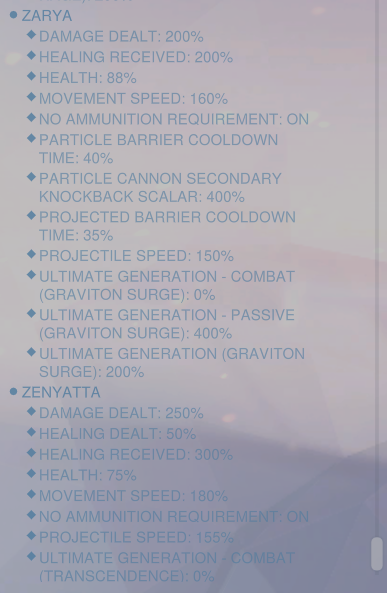 ZARYA
DAMAGE DEALT: 200%
HEALING RECEIVED: 200%
HEALTH: 88%
MOVEMENT SPEED: 160%
NO AMMUNITION REQUIREMENT: ON
PARTICLE BARRIER COOLDOWN
TIME: 40%
PARTICLE CANNON SECONDARY
KNOCKBACK SCALAR: 400%
PROJECTED BARRIER COOLDOWN
TIME: 35%
PROJECTILE SPEED: 150%
ULTIMATE GENERATION - COMBAT
(GRAVITON SURGE): 0%
ULTIMATE GENERATION - PASSIVE
(GRAVITON SURGE): 400%
ULTIMATE GENERATION (GRAVITON
SURGE): 200%
ZENYATTA
DAMAGE DEALT: 250%
HEALING DEALT: 50%
HEALING RECEIVED: 300%
HEALTH: 75%
MOVEMENT SPEED: 180%
NO AMMUNITION REQUIREMENT: ON
PROJECTILE SPEED: 155%
ULTIMATE GENERATION - COMBAT
(TRANSCENDENCE): 0%